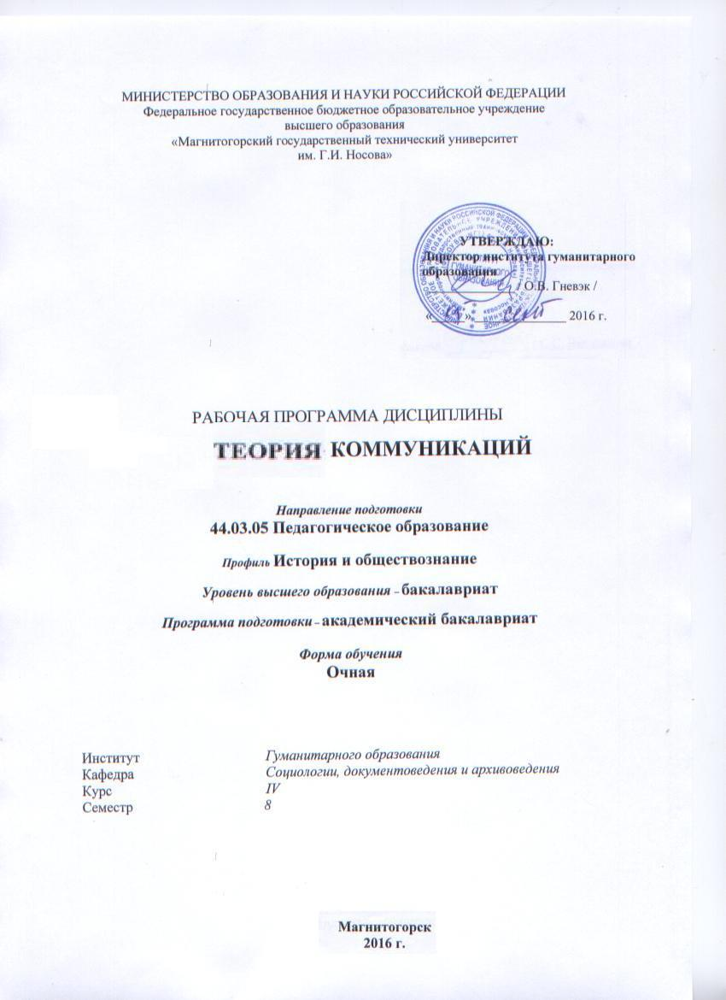 МИНИСТЕРСТВО ОБРАЗОВАНИЯ И НАУКИ РОССИЙСКОЙ ФЕДЕРАЦИИ
Федеральное государственное бюджетное образовательное учреждение
высшего образования
«Магнитогорский государственный технический университет
им. Г.И. Носова»
УТВЕРЖДАЮ:
Директор института гуманитарного
образования
/ О.В. Гневэк /
« » сент 2016 г.
РАБОЧАЯ ПРОГРАММА ДИСЦИПЛИНЫ
ТЕОРИЯ КОММУНИКАЦИЙ
Направление подготовки
44.03.05 Педагогическое образование
Профиль История и обществознание
Уровень высшего образования – бакалавриат
Программа подготовки – академический бакалавриат
Форма обучения
Очная
Институт Гуманитарного образования
Кафедра Социологии, документоведения и архивоведения
Курс IV
Семестр 8
Магнитогорск
2016 г.